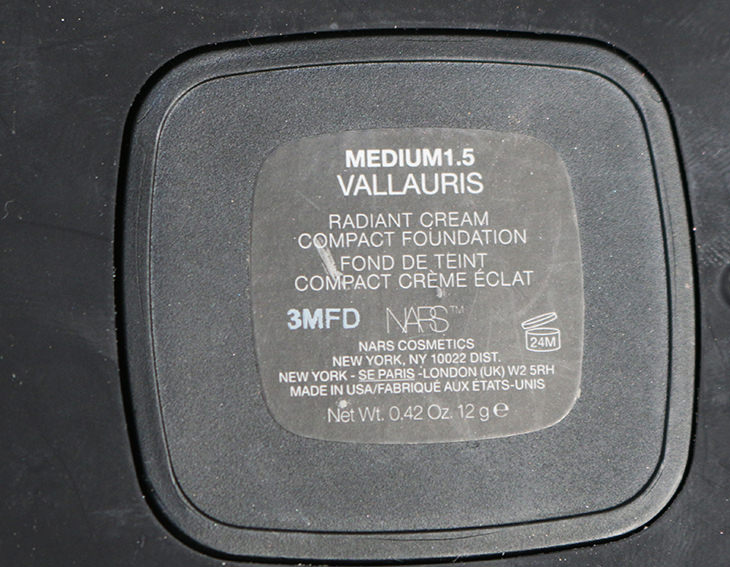 MEDIUM1.5
VALLAURIS
RADIANT CREAM
COMPACT FOUNDATION
FOND DE TEINT
COMPACT CRÈME ÉCLAT
3MFD NARS™ 24M
NARS COSMETICS
NEW YORK, NY 10022 DIST.
NEW YORK - SE PARIS -LONDON (UK) W2 5RH
MADE IN USA/FABRIQUÉ AUX ÉTATS-UNIS
Net Wt. 0.42 Oz. 12 g ℮